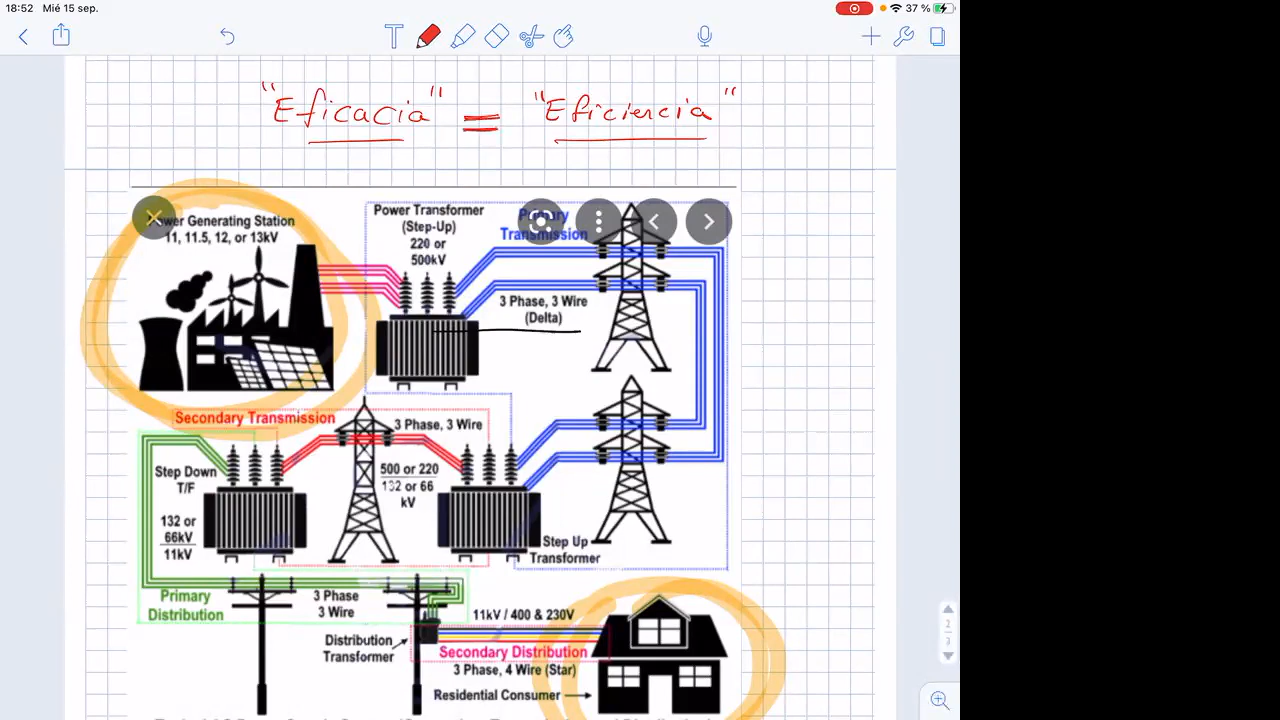 18:52 Mié 15 sep.
37 %
"Eficacia" = "Eficiencia"
Power Generating Station
11, 11.5, 12, or 13kV
Power Transformer
(Step-Up)
220 or
500kV
Primary
Transmission
3 Phase, 3 Wire
(Delta)
Secondary Transmission
3 Phase, 3 Wire
Step Down
T/F
132 or
66kV
11kV
500 or 220
132 or 66
kV
Step Up
Transformer
Primary
Distribution
3 Phase
3 Wire
11kV / 400 & 230V
Distribution
Transformer
Secondary Distribution
3 Phase, 4 Wire (Star)
Residential Consumer